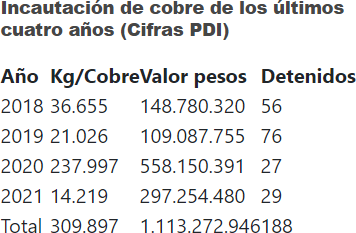 Incautación de cobre de los últimos
cuatro años (Cifras PDI)
Año Kg/Cobre Valor pesos Detenidos
2018 36.655 148.780.320 56
2019 21.026 109.087.755 76
2020 237.997 558.150.391 27
2021 14.219 297.254.480 29
Total 309.897 1.113.272.946 188